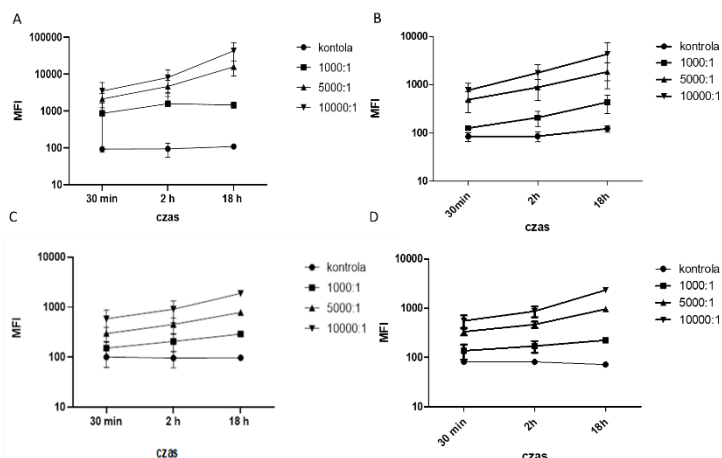 A
100000
10000
1000
100
10
MFI
30 min
2 h
18 h
czas
kontola
1000:1
5000:1
10000:1
B
10000
1000
100
10
MFI
30min
2h
18h
czas
kontrola
1000:1
5000:1
10000:1
C
10000
1000
100
10
MFI
30 min
2 h
18 h
czas
kontrola
1000:1
5000:1
10000:1
D
10000
1000
100
10
MFI
30 min
2h
18h
czas
kontrola
1000:1
5000:1
10000:1